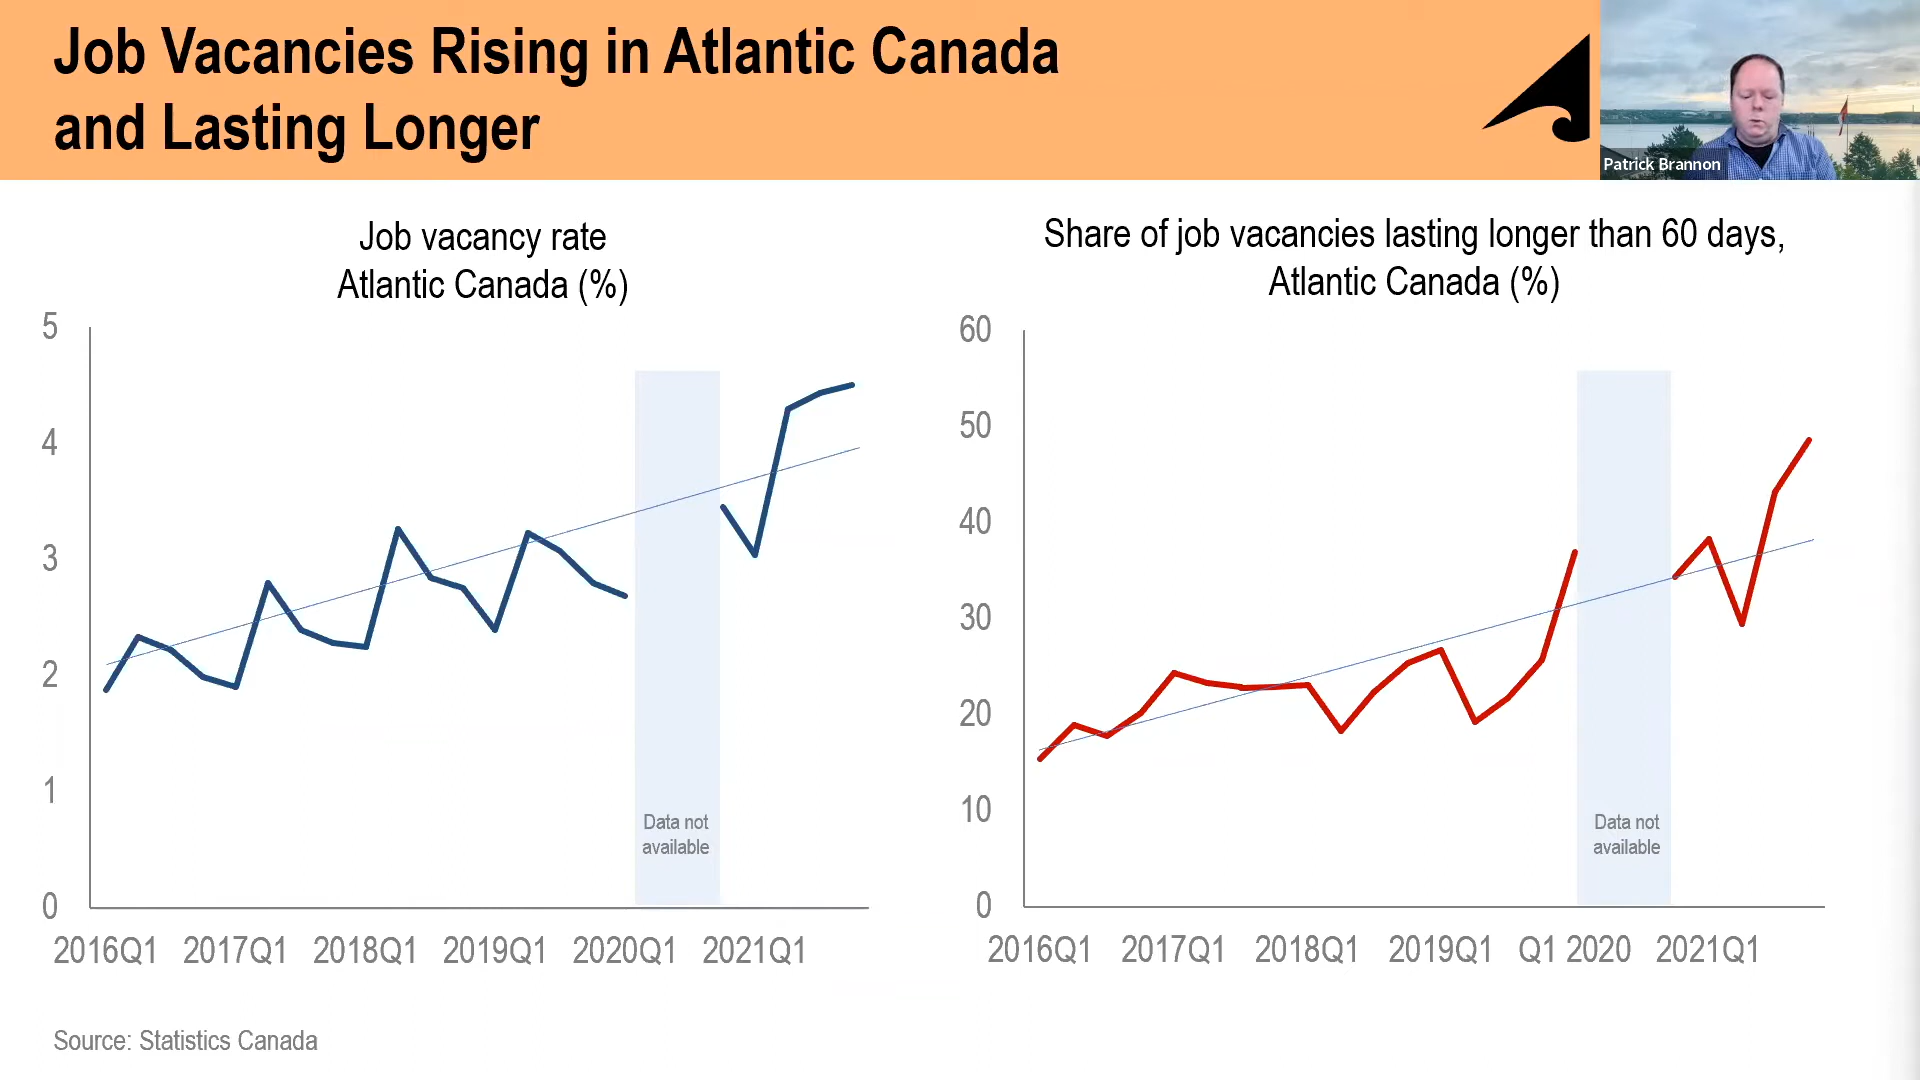 Job Vacancies Rising in Atlantic Canada
and Lasting Longer
Patrick Brannon
Job vacancy rate
Atlantic Canada (%)
5
4
3
2
1
0
Data not
available
2016Q1 2017Q1 2018Q1 2019Q1 2020Q1 2021Q1
Share of job vacancies lasting longer than 60 days,
Atlantic Canada (%)
60
50
40
30
20
10
0
Data not
available
2016Q1 2017Q1 2018Q1 2019Q1 Q1 2020 2021Q1
Source: Statistics Canada